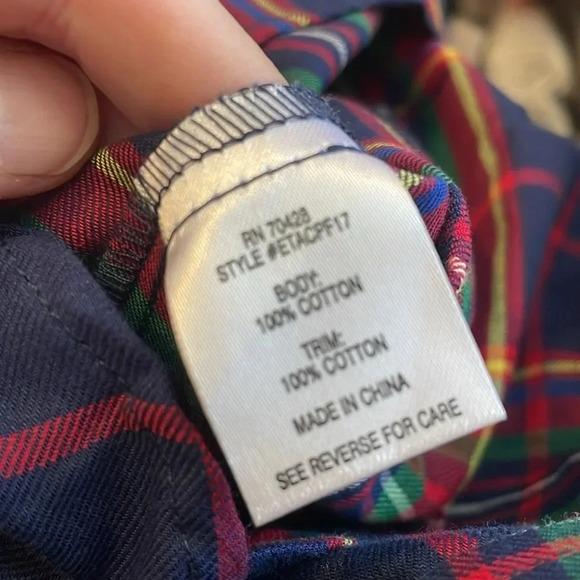 RN 70428
STYLE #ETACPF17
BODY:
100% COTTON
TRIM:
100% COTTON
MADE IN CHINA
SEE REVERSE FOR CARE